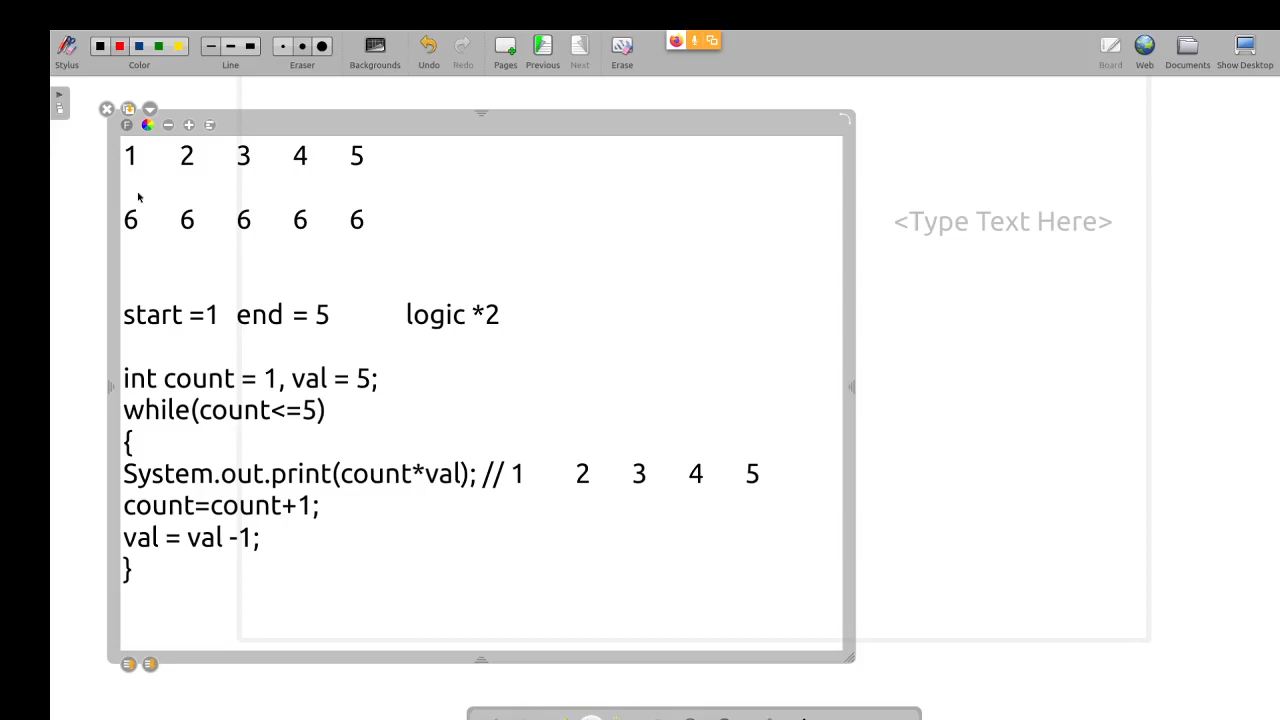 Stylus Color Line Eraser Backgrounds Undo Redo Pages Previous Next Erase Board Web Documents Show Desktop
F
1 2 3 4 5
6 6 6 6 6
<Type Text Here>
start =1 end = 5 logic *2
int count = 1, val = 5;
while(count<=5)
{
System.out.print(count*val); // 1 2 3 4 5
count=count+1;
val = val -1;
}